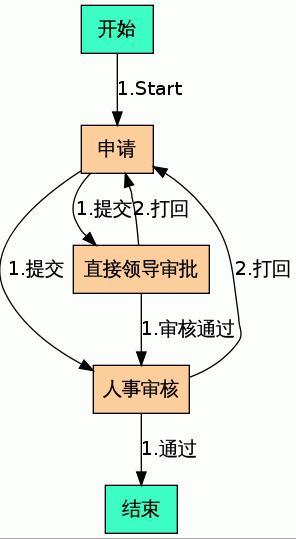 开始
1.Start
申请
1.提交 2.打回
1.提交 2.打回
直接领导审批
1.审核通过
人事审核
1.通过
结束